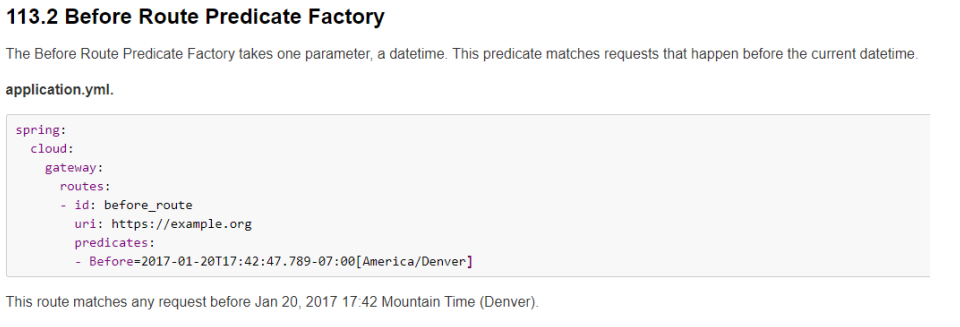 113.2 Before Route Predicate Factory
The Before Route Predicate Factory takes one parameter, a datetime. This predicate matches requests that happen before the current datetime.
application.yml.
spring:
  cloud:
    gateway:
      routes:
      - id: before_route
        uri: https://example.org
        predicates:
        - Before=2017-01-20T17:42:47.789-07:00[America/Denver]
This route matches any request before Jan 20, 2017 17:42 Mountain Time (Denver).